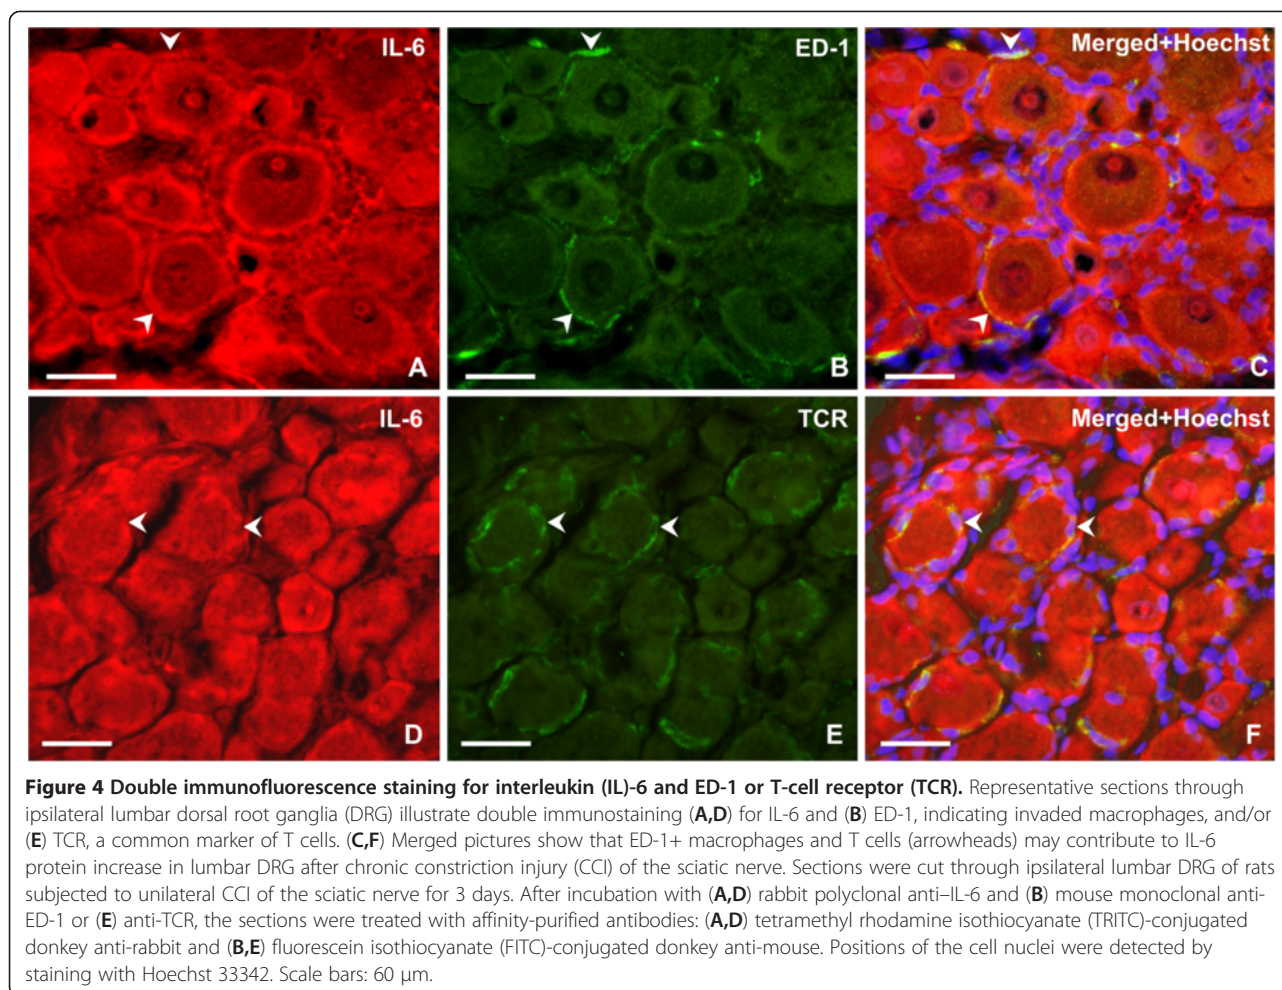 IL-6
ED-1
Merged+Hoechst
A
B
C
IL-6
TCR
Merged+Hoechst
D
E
F
Figure 4 Double immunofluorescence staining for interleukin (IL)-6 and ED-1 or T-cell receptor (TCR). Representative sections through
ipsilateral lumbar dorsal root ganglia (DRG) illustrate double immunostaining (A,D) for IL-6 and (B) ED-1, indicating invaded macrophages, and/or
(E) TCR, a common marker of T cells. (C,F) Merged pictures show that ED-1+ macrophages and T cells (arrowheads) may contribute to IL-6
protein increase in lumbar DRG after chronic constriction injury (CCI) of the sciatic nerve. Sections were cut through ipsilateral lumbar DRG of rats
subjected to unilateral CCI of the sciatic nerve for 3 days. After incubation with (A,D) rabbit polyclonal anti–IL-6 and (B) mouse monoclonal anti-
ED-1 or (E) anti-TCR, the sections were treated with affinity-purified antibodies: (A,D) tetramethyl rhodamine isothiocyanate (TRITC)-conjugated
donkey anti-rabbit and (B,E) fluorescein isothiocyanate (FITC)-conjugated donkey anti-mouse. Positions of the cell nuclei were detected by
staining with Hoechst 33342. Scale bars: 60 μm.